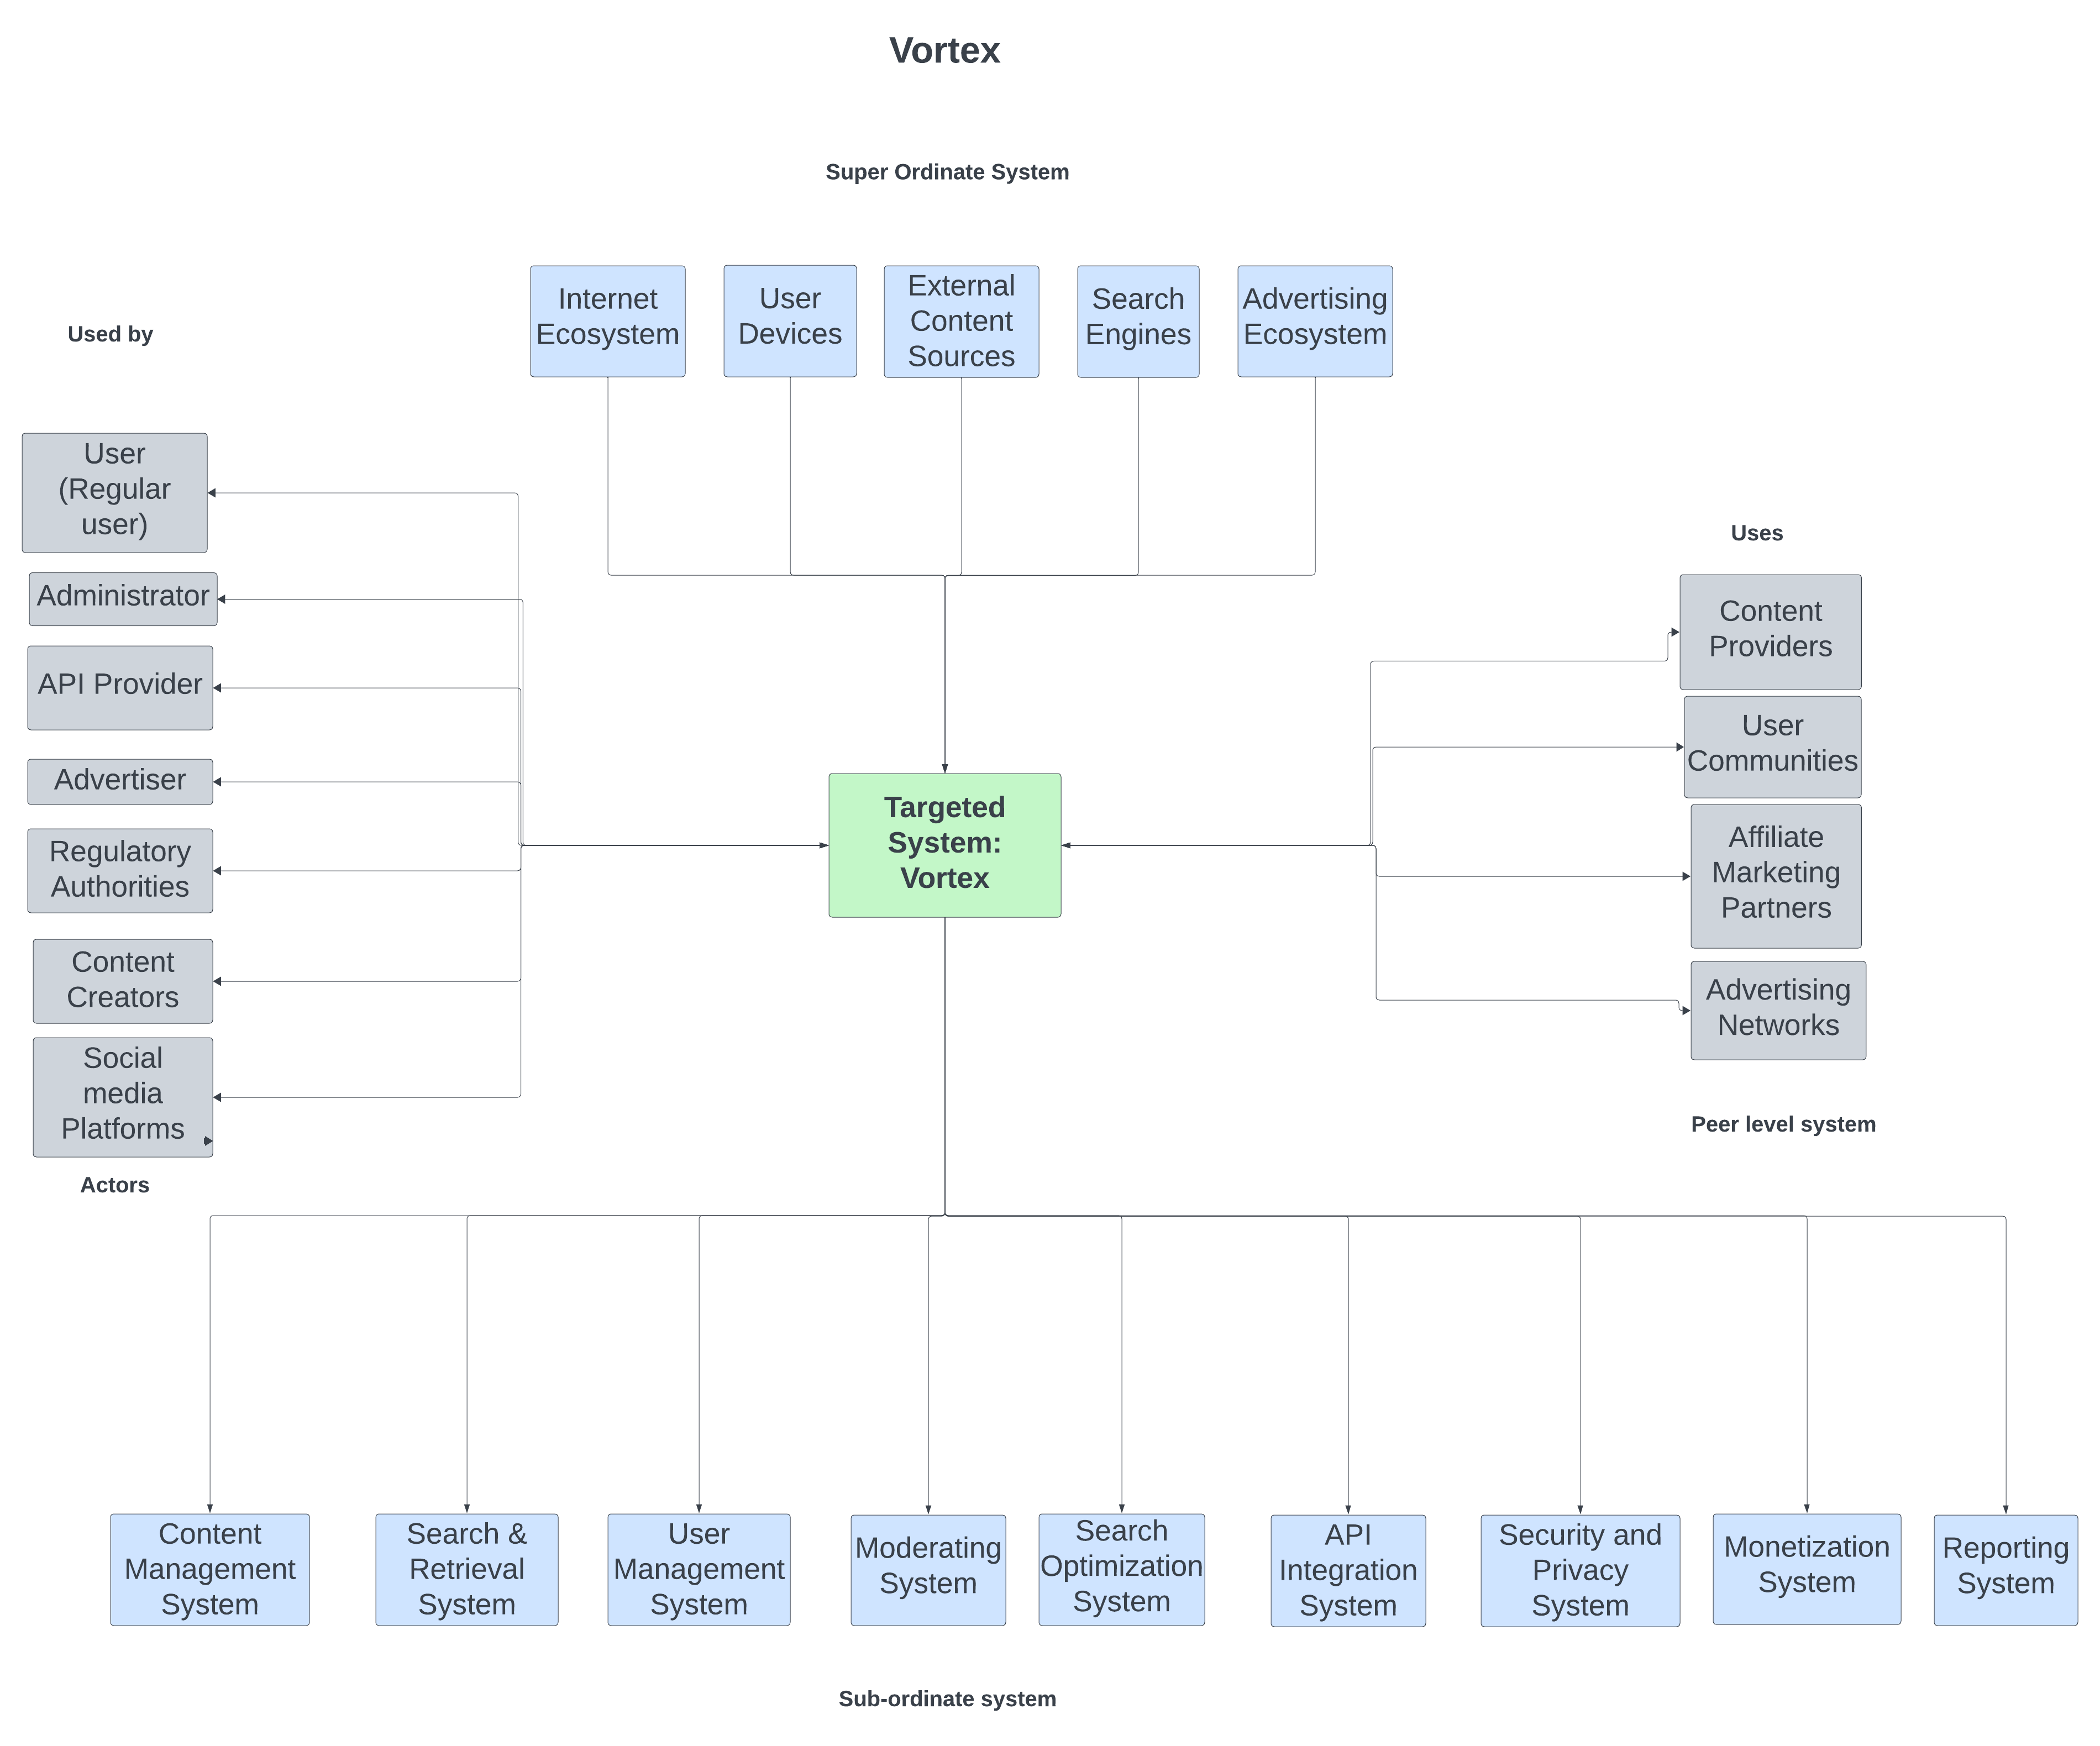 Vortex
Super Ordinate System
Internet
Ecosystem
User
Devices
External
Content
Sources
Search
Engines
Advertising
Ecosystem
Used by
User
(Regular
user)
Administrator
API Provider
Advertiser
Regulatory
Authorities
Content
Creators
Social
media
Platforms
Actors
Targeted
System:
Vortex
Uses
Content
Providers
User
Communities
Affiliate
Marketing
Partners
Advertising
Networks
Peer level system
Content
Management
System
Search &
Retrieval
System
User
Management
System
Moderating
System
Search
Optimization
System
API
Integration
System
Security and
Privacy
System
Monetization
System
Reporting
System
Sub-ordinate system